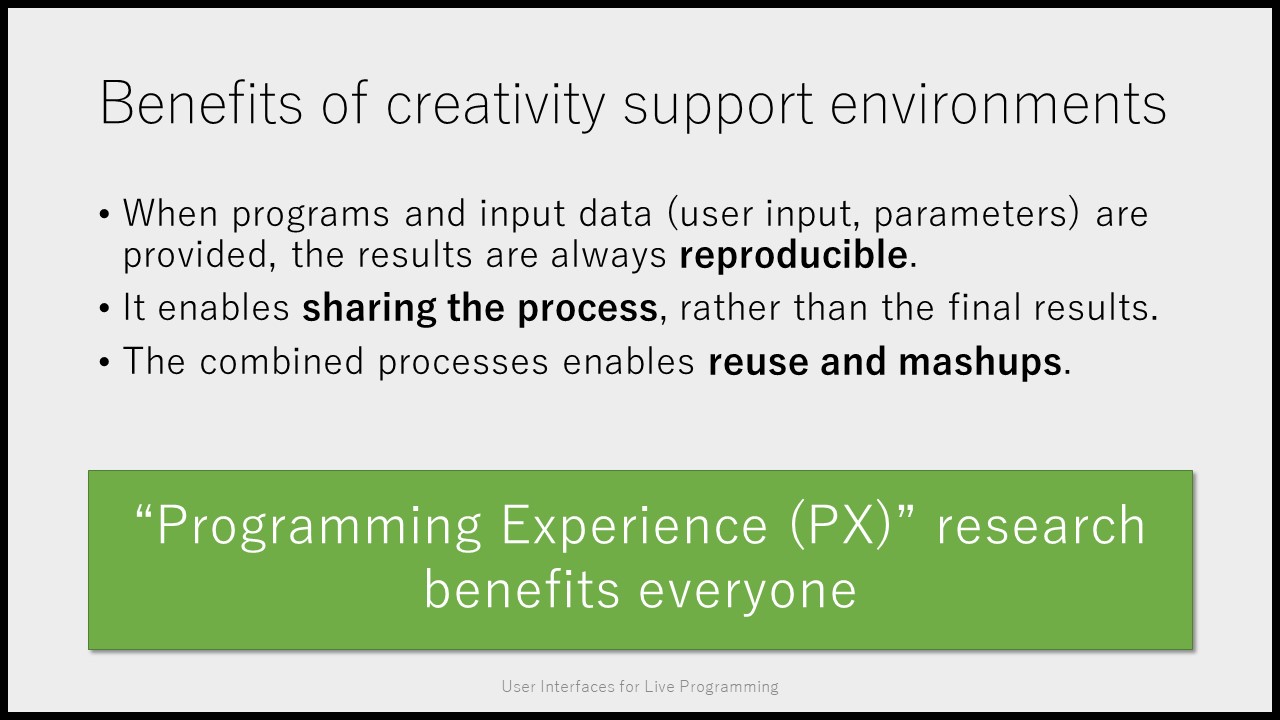 Benefits of creativity support environments
• When programs and input data (user input, parameters) are
provided, the results are always reproducible.
• It enables sharing the process, rather than the final results.
• The combined processes enables reuse and mashups.
“Programming Experience (PX)” research
benefits everyone
User Interfaces for Live Programming